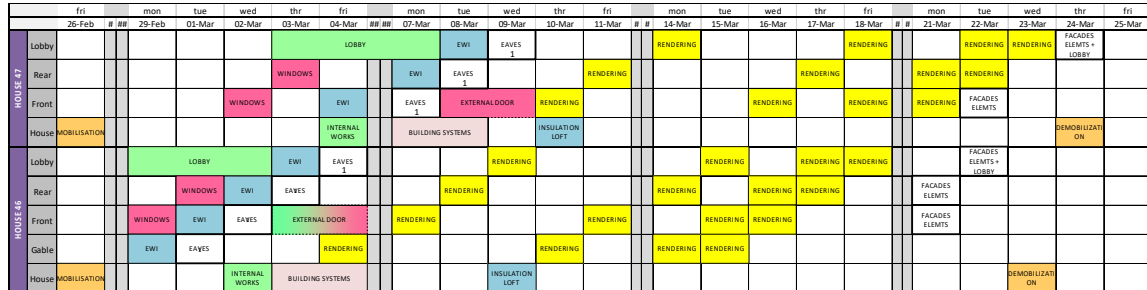 fri mon tue wed thr fri mon tue wed thr fri mon tue wed thr fri mon tue wed thr fri
26-Feb # ## 29-Feb 01-Mar 02-Mar 03-Mar 04-Mar ## ## 07-Mar 08-Mar 09-Mar 10-Mar 11-Mar # # 14-Mar 15-Mar 16-Mar 17-Mar 18-Mar # # 21-Mar 22-Mar 23-Mar 24-Mar 25-Mar
HOUSE 47
Lobby LOBBY EWI EAVES 1 RENDERING RENDERING RENDERING RENDERING FACADES ELEMTS + LOBBY
Rear WINDOWS EWI EAVES 1 RENDERING RENDERING RENDERING RENDERING
Front WINDOWS EWI EAVES 1 EXTERNAL DOOR RENDERING RENDERING RENDERING RENDERING FACADES ELEMTS
House MOBILISATION INTERNAL WORKS BUILDING SYSTEMS INSULATION LOFT DEMOBILIZATI ON
HOUSE 46
Lobby LOBBY EWI EAVES 1 RENDERING RENDERING RENDERING RENDERING FACADES ELEMTS + LOBBY
Rear WINDOWS EWI EAVES RENDERING RENDERING RENDERING RENDERING FACADES ELEMTS
Front WINDOWS EWI EAVES EXTERNAL DOOR RENDERING RENDERING RENDERING RENDERING RENDERING FACADES ELEMTS
Gable EWI EAVES RENDERING RENDERING RENDERING RENDERING
House MOBILISATION INTERNAL WORKS BUILDING SYSTEMS INSULATION LOFT DEMOBILIZATI ON